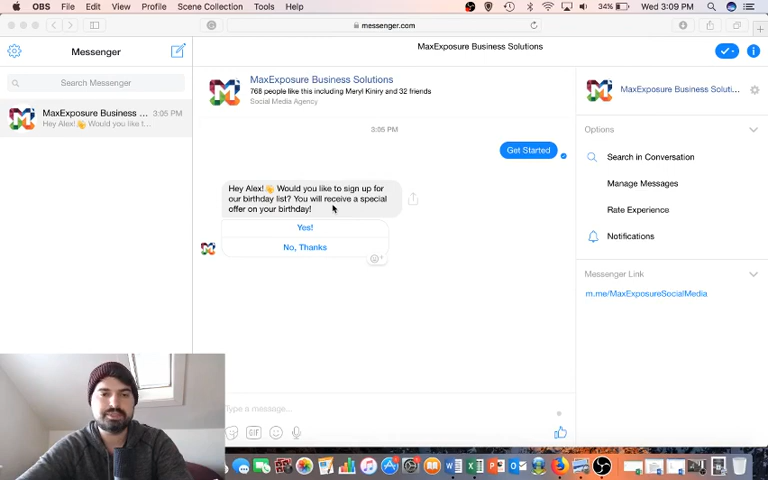 OBS File Edit View Profile Scene Collection Tools Help
34% Wed 3:09 PM
messenger.com
Messenger
MaxExposure Business Solutions
Search Messenger
MaxExposure Business ... 3:05 PM
Hey Alex! 👋 Would you like t...
MaxExposure Business Solutions
768 people like this including Meryl Kiniry and 32 friends
Social Media Agency
3:05 PM
Get Started
Hey Alex! 👋 Would you like to sign up for
our birthday list? You will receive a special
offer on your birthday!
Yes!
No, Thanks
Type a message...
GIF
MaxExposure Business Soluti...
Options
Search in Conversation
Manage Messages
Rate Experience
Notifications
Messenger Link
m.me/MaxExposureSocialMedia